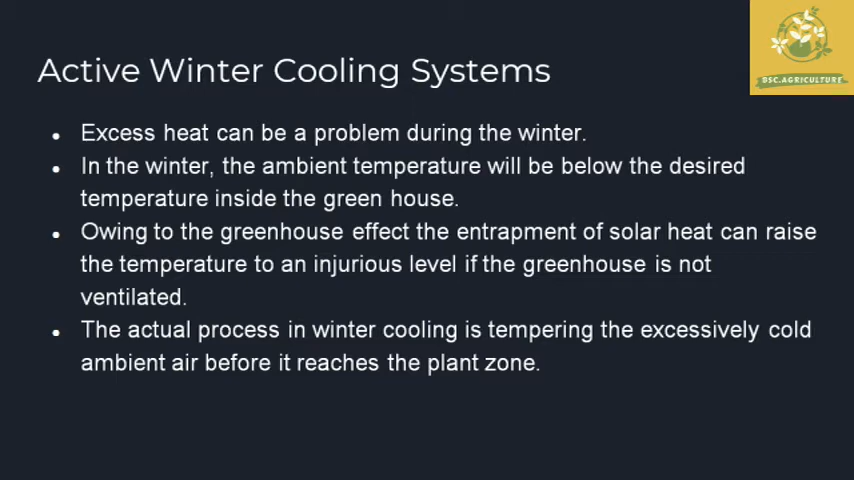 Active Winter Cooling Systems
BSC.AGRICULTURE
• Excess heat can be a problem during the winter.
• In the winter, the ambient temperature will be below the desired
temperature inside the green house.
• Owing to the greenhouse effect the entrapment of solar heat can raise
the temperature to an injurious level if the greenhouse is not
ventilated.
• The actual process in winter cooling is tempering the excessively cold
ambient air before it reaches the plant zone.